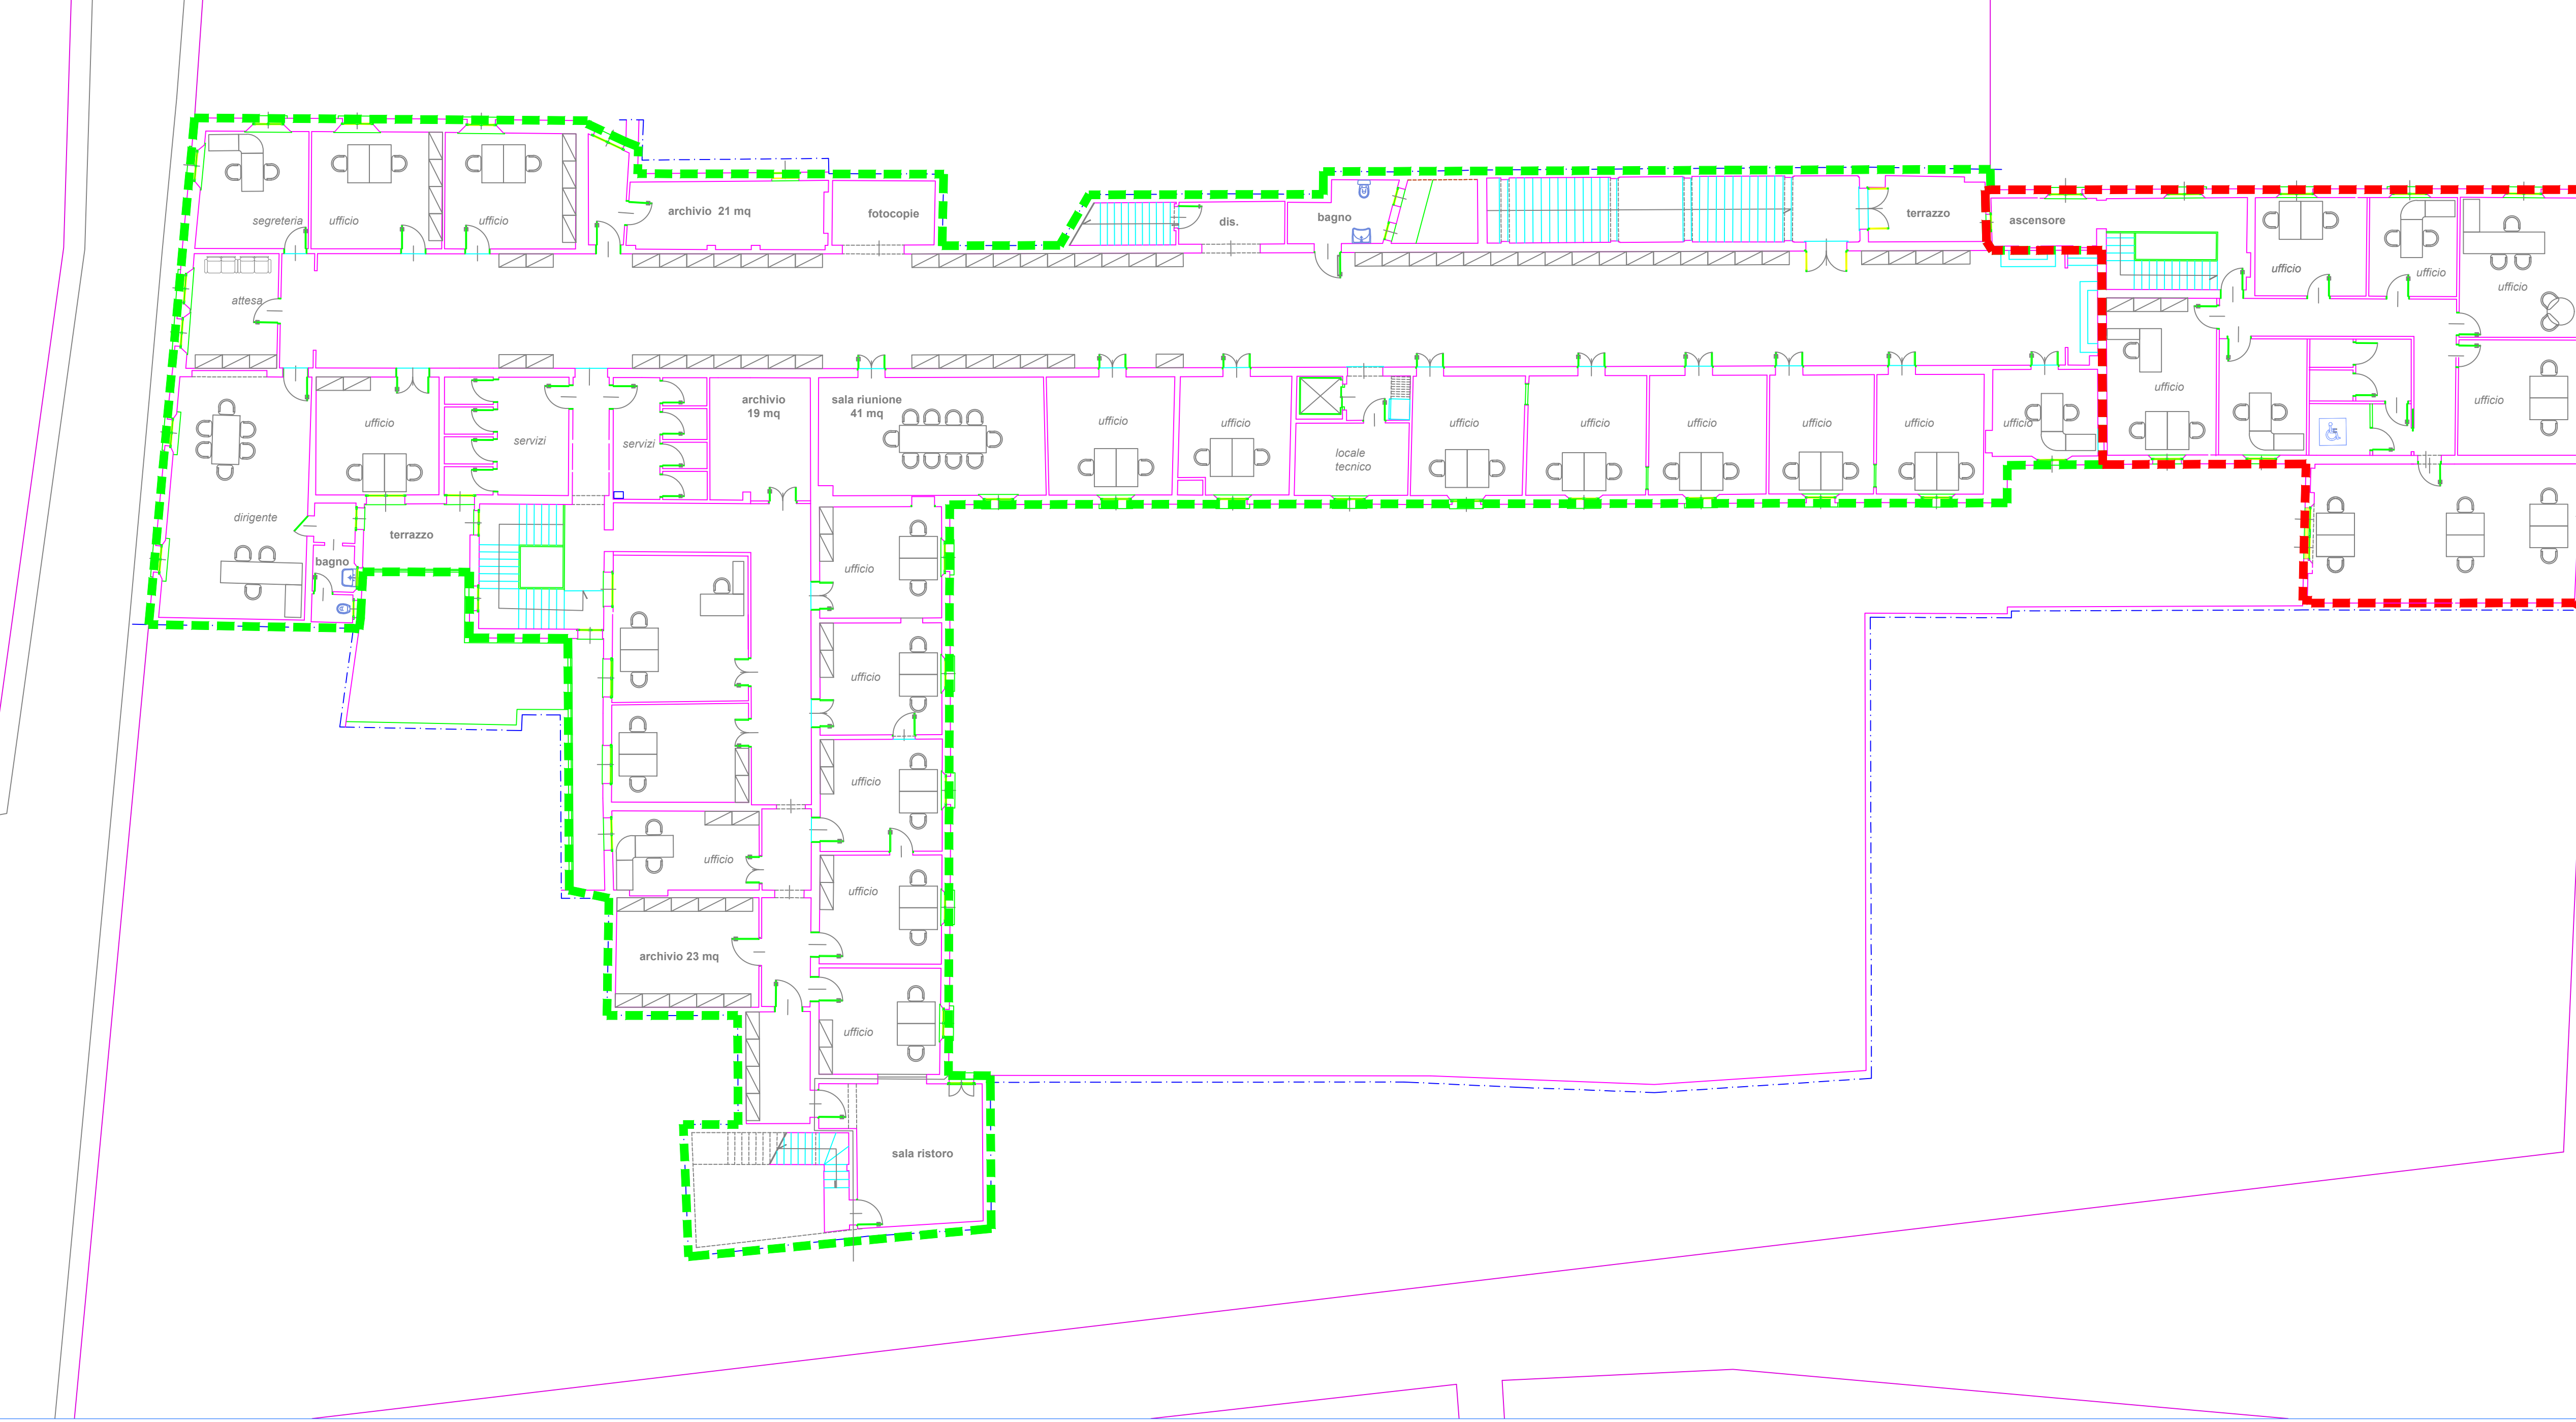 archivio  21 mq
fotocopie
terrazzo
segreteria
ufficio
ufficio
dis.
bagno
ascensore
ufficio
ufficio
ufficio
attesa
ufficio
archivio
19 mq
sala riunione
41 mq
ufficio
servizi
servizi
ufficio
ufficio
locale
tecnico
ufficio
ufficio
ufficio
ufficio
ufficio
ufficio
ufficio
dirigente
terrazzo
bagno
ufficio
ufficio
ufficio
ufficio
ufficio
archivio 23 mq
ufficio
sala ristoro